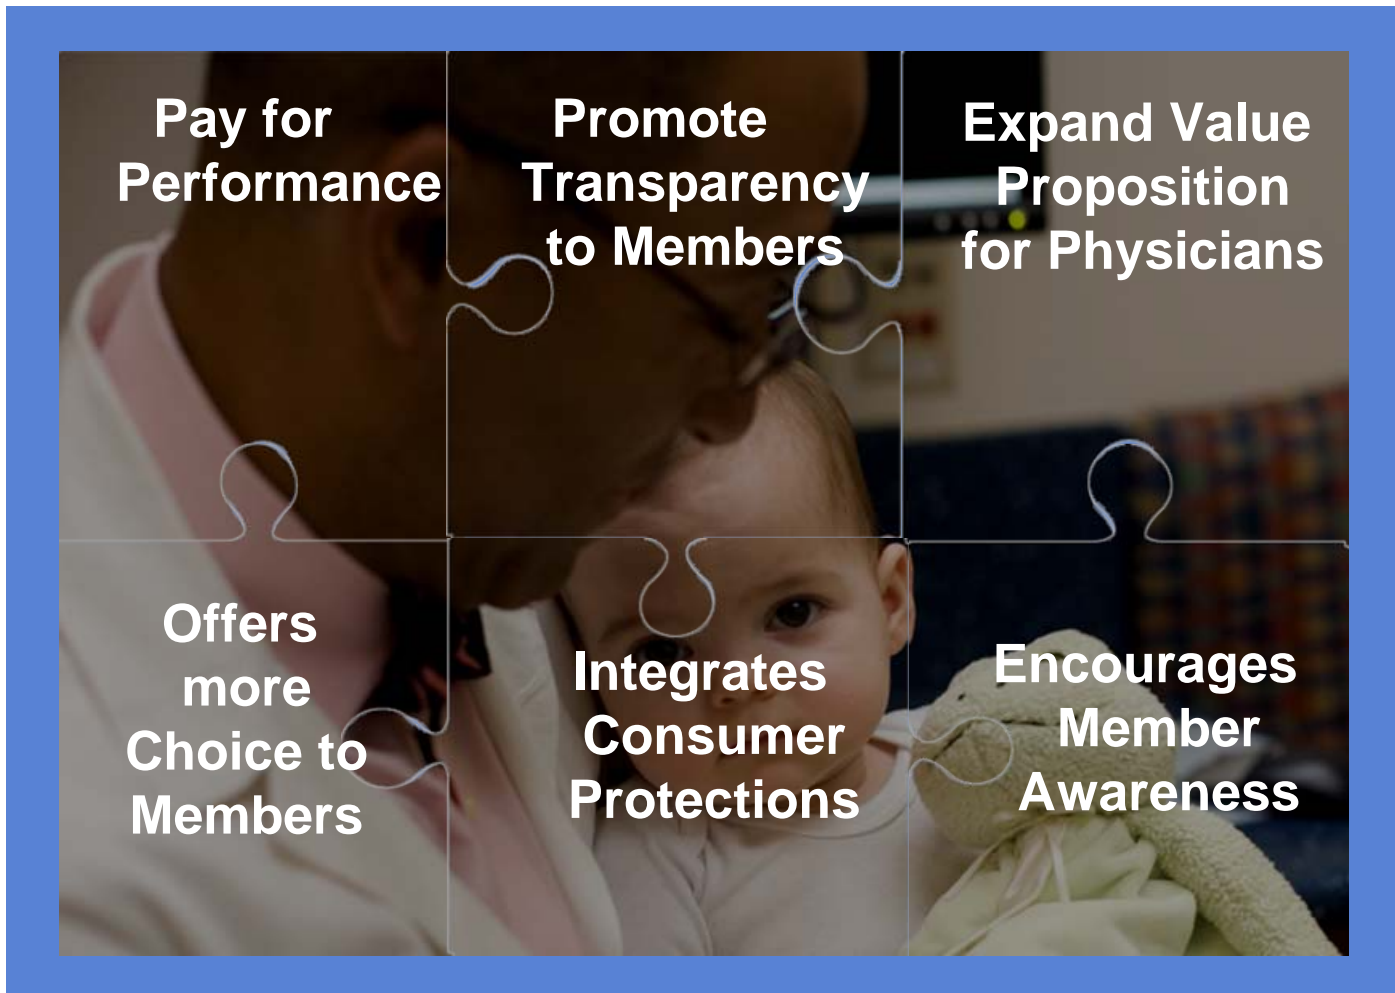 Pay for
Performance
Promote
Transparency
to Members
Expand Value
Proposition
for Physicians
Offers
more
Choice to
Members
Integrates
Consumer
Protections
Encourages
Member
Awareness